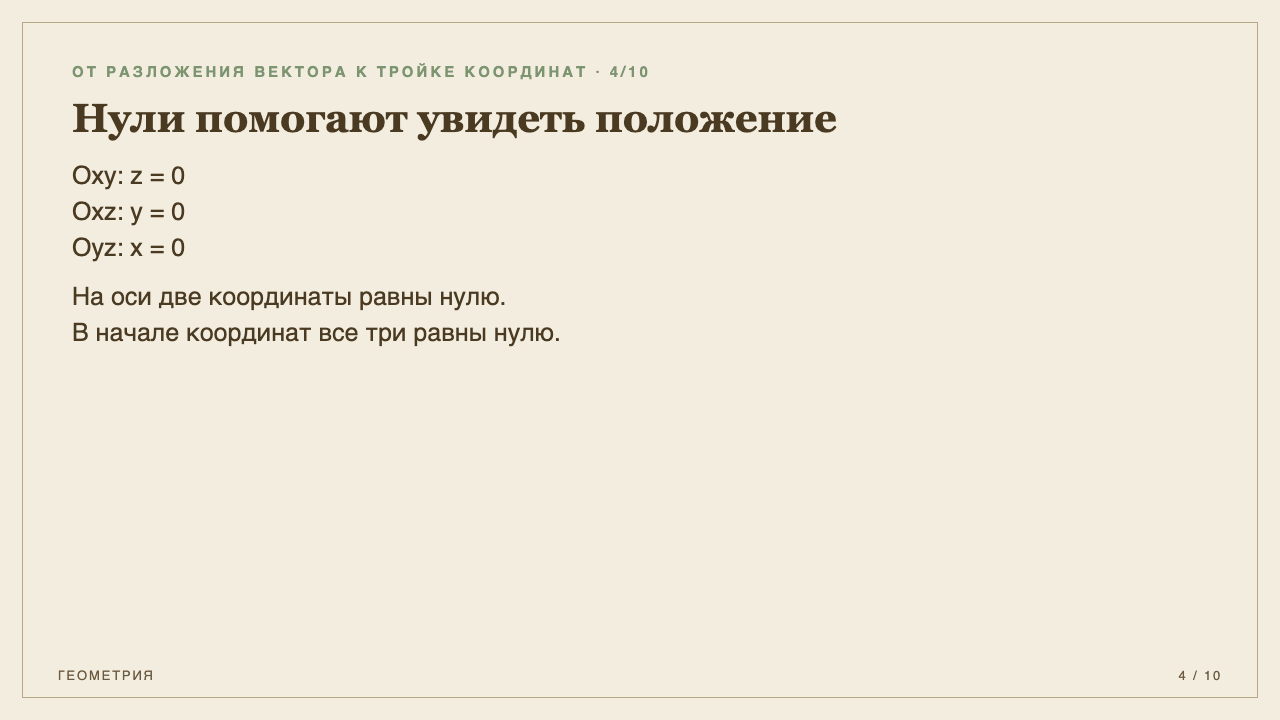 ОТ РАЗЛОЖЕНИЯ ВЕКТОРА К ТРОЙКЕ КООРДИНАТ · 4/10
Нули помогают увидеть положение
Oxy: z = 0
Oxz: y = 0
Oyz: x = 0
На оси две координаты равны нулю.
В начале координат все три равны нулю.
ГЕОМЕТРИЯ
4 / 10